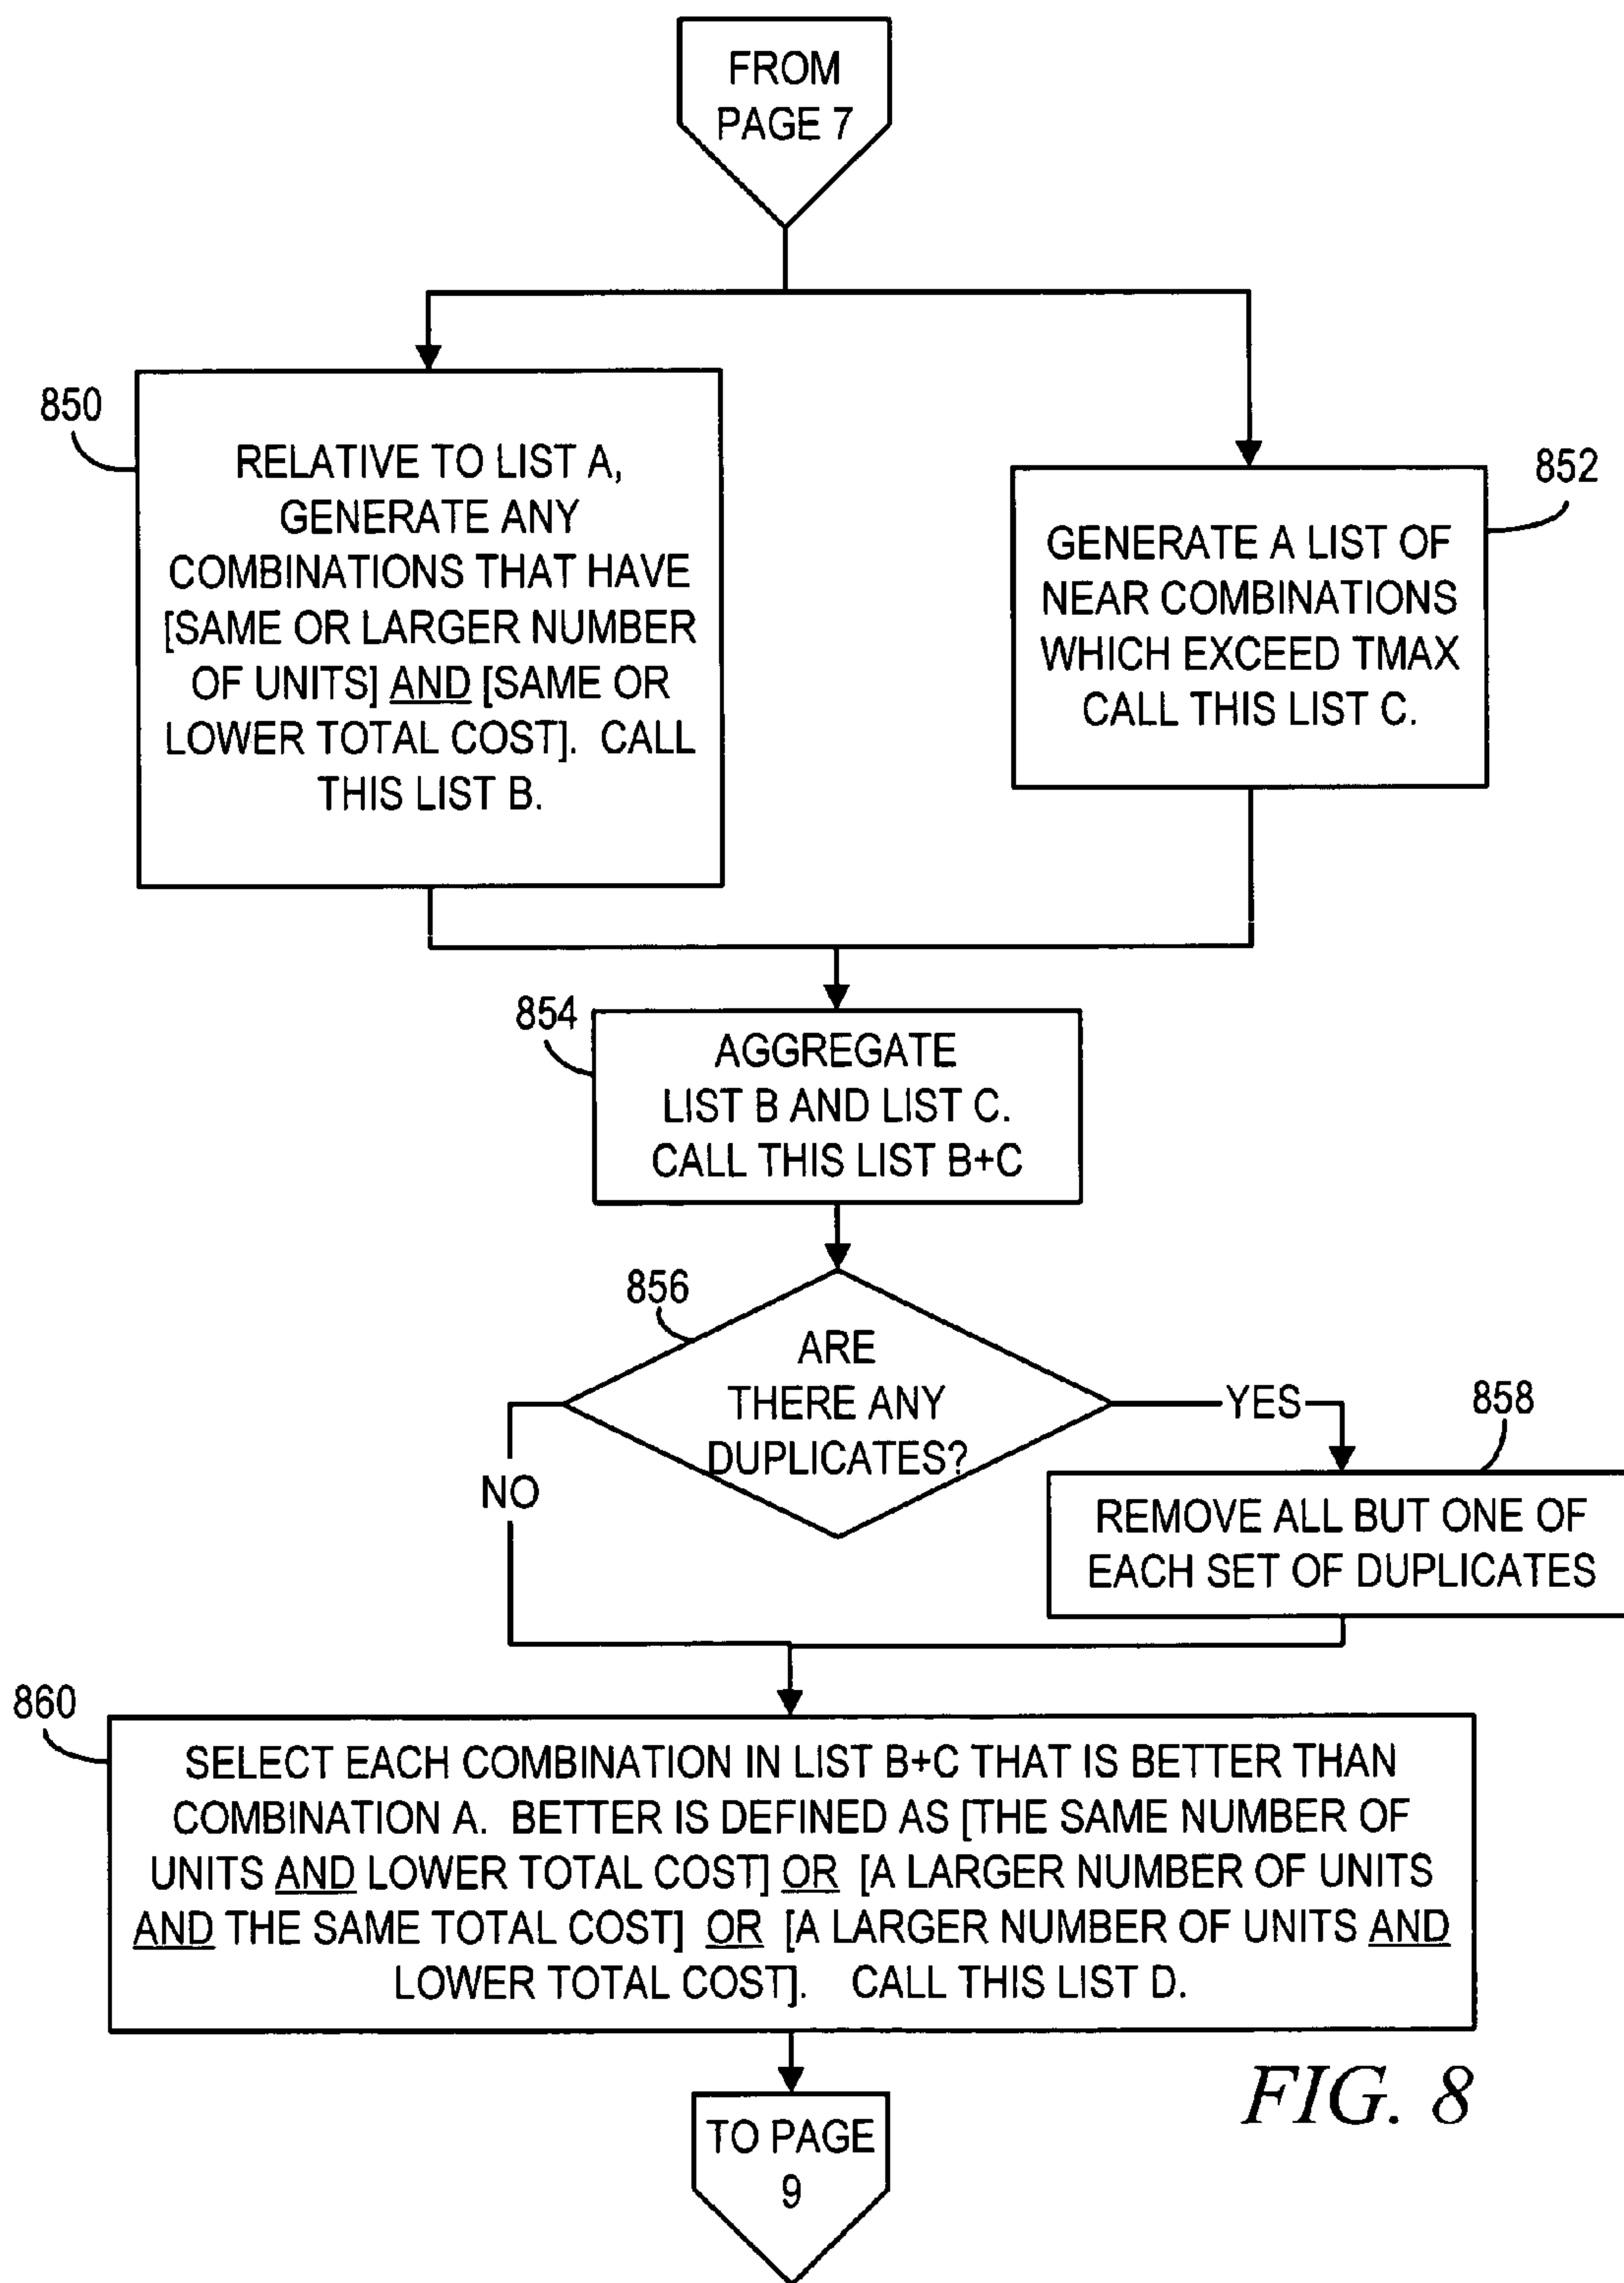 FROM
PAGE 7
850
RELATIVE TO LIST A,
GENERATE ANY
COMBINATIONS THAT HAVE
[SAME OR LARGER NUMBER
OF UNITS] AND [SAME OR
LOWER TOTAL COST]. CALL
THIS LIST B.
852
GENERATE A LIST OF
NEAR COMBINATIONS
WHICH EXCEED TMAX
CALL THIS LIST C.
854
AGGREGATE
LIST B AND LIST C.
CALL THIS LIST B+C
856
ARE
THERE ANY
DUPLICATES?
YES
NO
858
REMOVE ALL BUT ONE OF
EACH SET OF DUPLICATES
860
SELECT EACH COMBINATION IN LIST B+C THAT IS BETTER THAN
COMBINATION A. BETTER IS DEFINED AS [THE SAME NUMBER OF
UNITS AND LOWER TOTAL COST] OR [A LARGER NUMBER OF UNITS
AND THE SAME TOTAL COST] OR [A LARGER NUMBER OF UNITS AND
LOWER TOTAL COST]. CALL THIS LIST D.
FIG. 8
TO PAGE
9